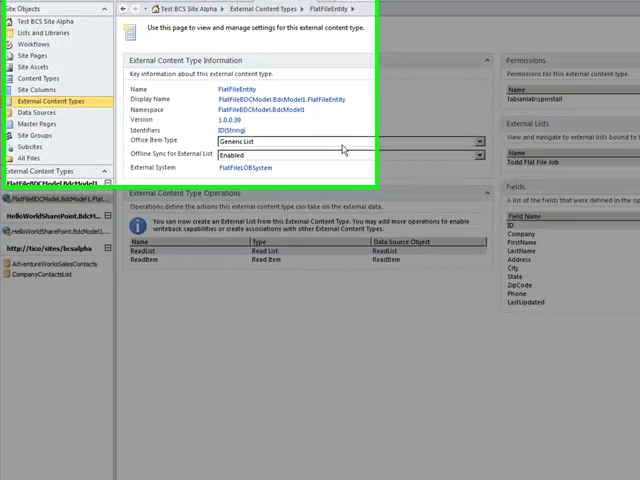 Site Objects
Test BCS Site Alpha
Lists and Libraries
Workflows
Site Pages
Site Assets
Content Types
Site Columns
External Content Types
Data Sources
Master Pages
Site Groups
Subsites
All Files
External Content Types
FlatFileBDCModel.BdcModel1
FlatFileBDCModel.BdcModel1.Flat...
HelloWorldSharePoint.BdcM...
HelloWorldSharePoint.BdcModel1....
http://tico/sites/bcsalpha
AdventureWorksSalesContacts
CompanyContactsList
Test BCS Site Alpha
External Content Types
FlatFileEntity
Use this page to view and manage settings for this external content type.
External Content Type Information
Key information about this external content type.
Name FlatFileEntity
Display Name FlatFileBDCModel.BdcModel1.FlatFileEntity
Namespace FlatFileBDCModel.BdcModel1
Version 1.0.0.39
Identifiers ID(String)
Office Item Type Generic List
Offline Sync for External List Enabled
External System FlatFileLOBSystem
External Content Type Operations
Operations define the actions this external content type can take on the external data.
You can now create an External List from this External Content Type. You may add more operations to enable
writeback capabilities or create associations with other External Content Types.
Name Type Data Source Object
ReadList Read List ReadList
ReadItem Read Item ReadItem
Permissions
Permissions for this external content type.
Name
fabianlab\spinstall
External Lists
View and navigate to external lists bound to
Name
Todd Flat File Job
Fields
A list of the fields that were defined in the op
Field Name
ID
Company
FirstName
LastName
Address
City
State
ZipCode
Phone
LastUpdated